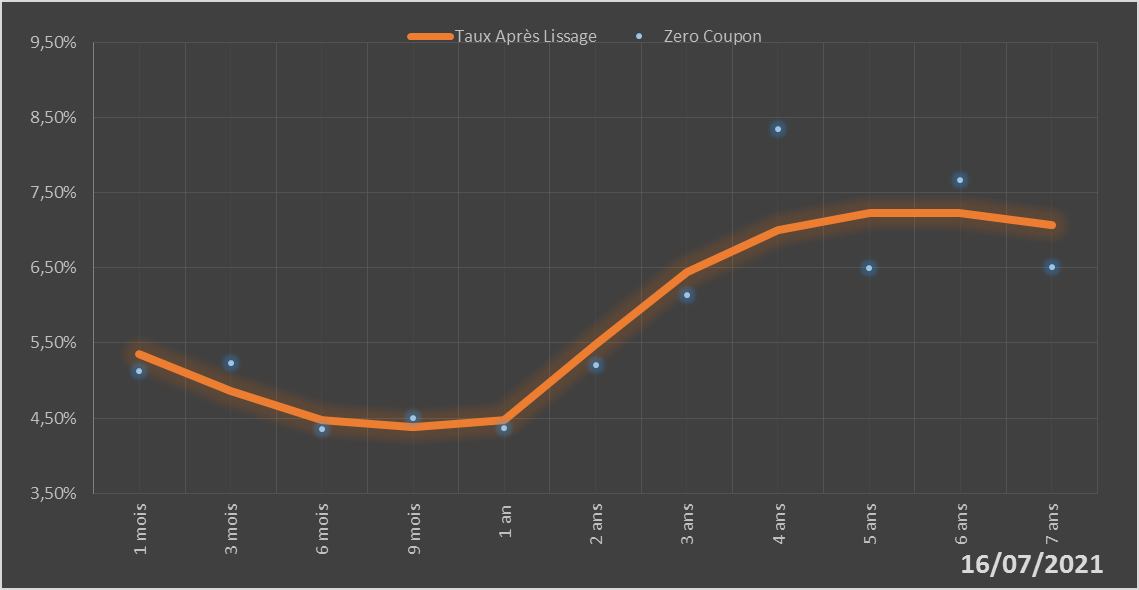 Taux Après Lissage
Zero Coupon
9,50%
8,50%
7,50%
6,50%
5,50%
4,50%
3,50%
1 mois
3 mois
6 mois
9 mois
1 an
2 ans
3 ans
4 ans
5 ans
6 ans
7 ans
16/07/2021